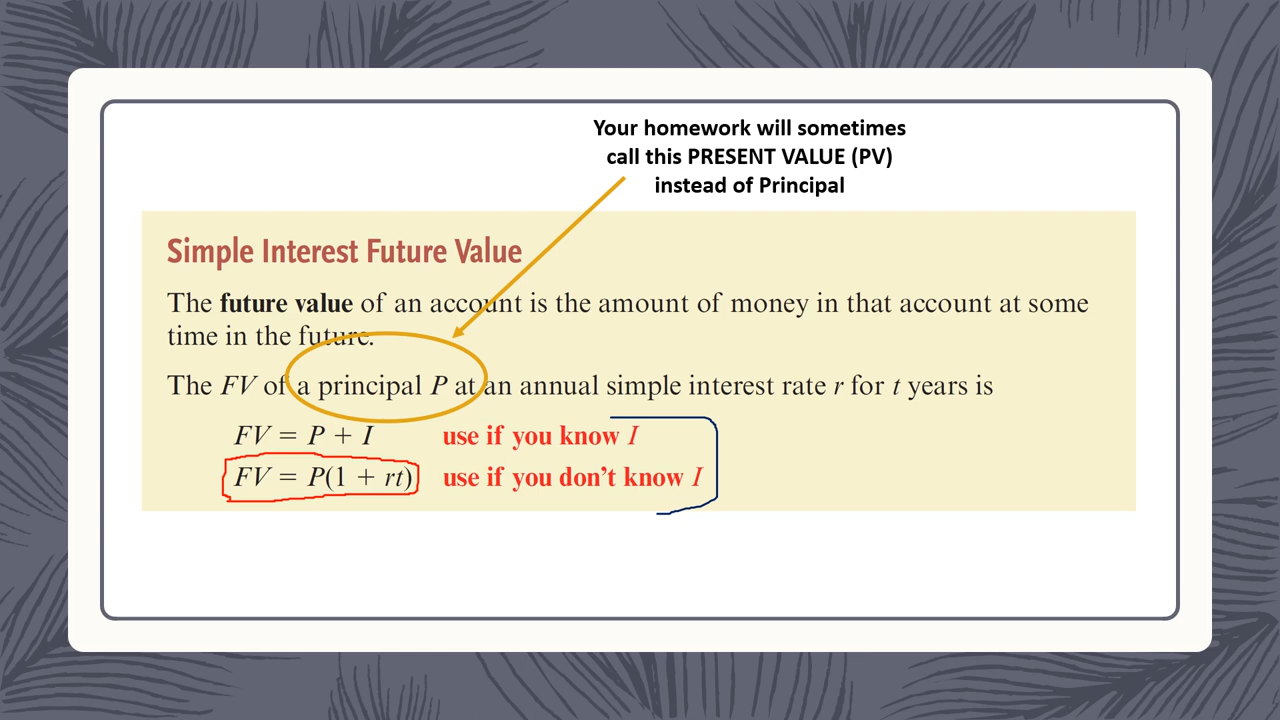 Your homework will sometimes
call this PRESENT VALUE (PV)
instead of Principal
Simple Interest Future Value
The future value of an account is the amount of money in that account at some
time in the future.
The FV of a principal P at an annual simple interest rate r for t years is
FV = P + I use if you know I
FV = P(1 + rt) use if you don’t know I